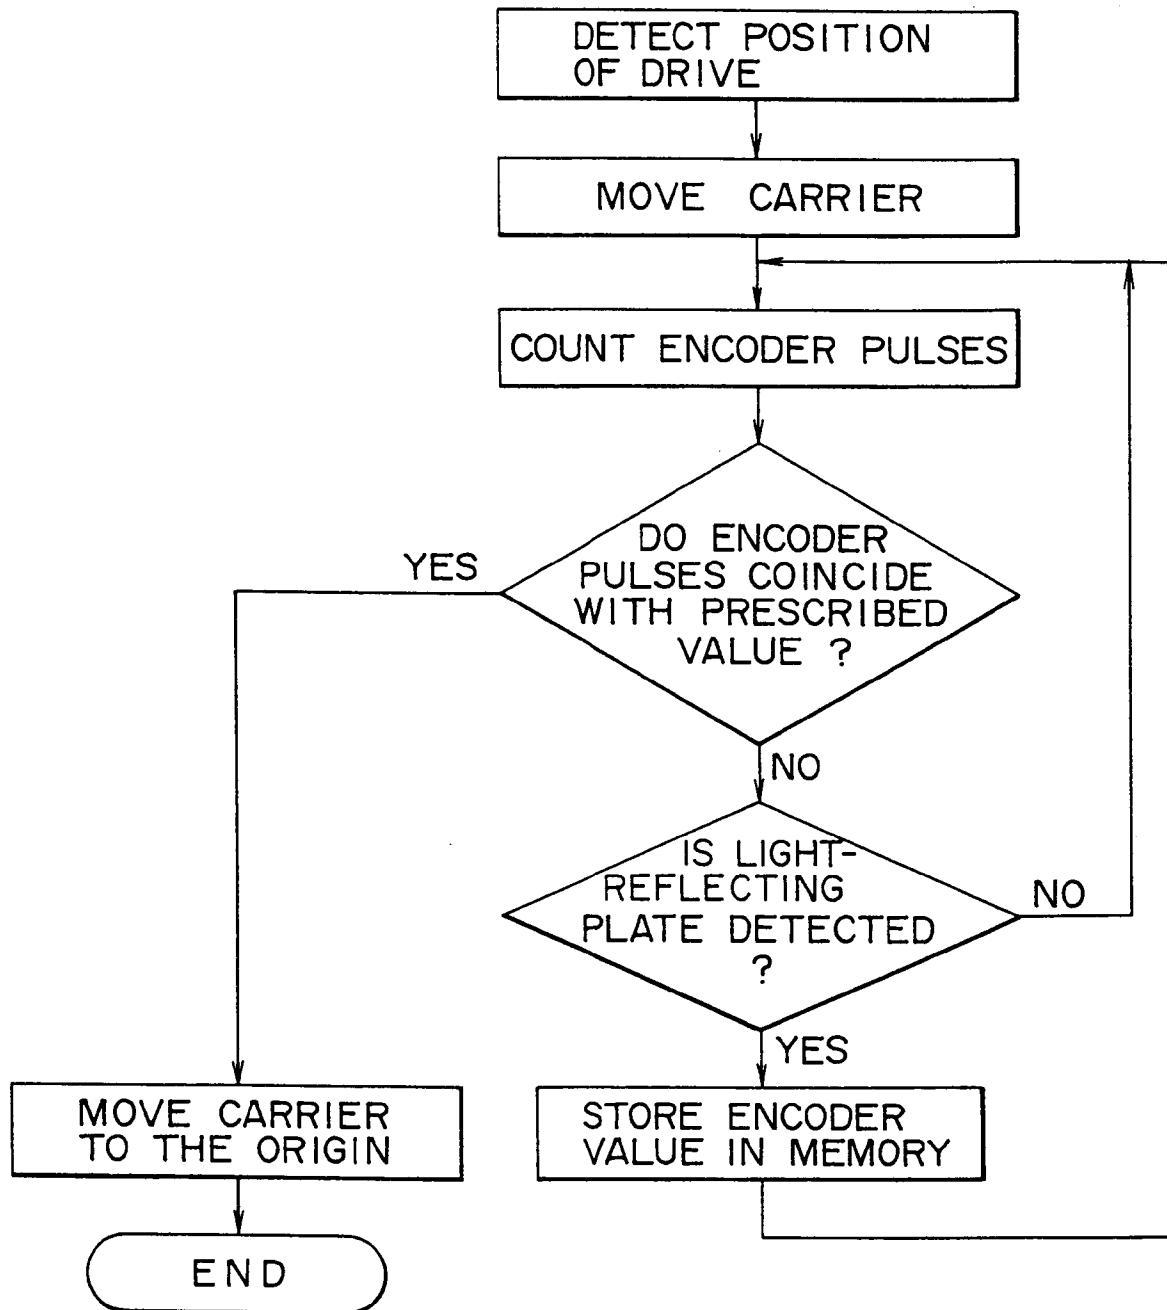 DETECT POSITION
OF DRIVE
MOVE CARRIER
COUNT ENCODER PULSES
DO ENCODER
PULSES COINCIDE
WITH PRESCRIBED
VALUE ?
YES
NO
IS LIGHT-
REFLECTING
PLATE DETECTED
?
NO
YES
MOVE CARRIER
TO THE ORIGIN
STORE ENCODER
VALUE IN MEMORY
END